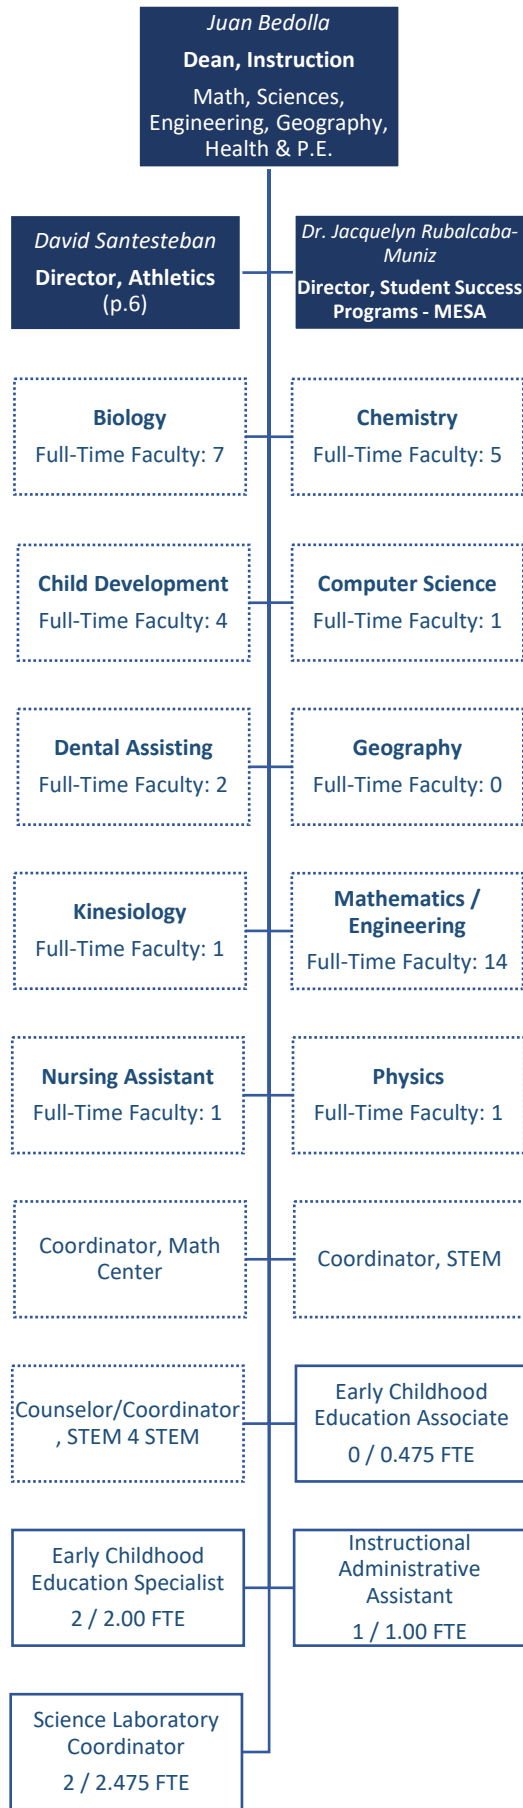 Juan Bedolla
Dean, Instruction
Math, Sciences,
Engineering, Geography,
Health & P.E.
David Santesteban
Director, Athletics
(p.6)
Dr. Jacquelyn Rubalcaba-
Muniz
Director, Student Success
Programs - MESA
Biology
Full-Time Faculty: 7
Chemistry
Full-Time Faculty: 5
Child Development
Full-Time Faculty: 4
Computer Science
Full-Time Faculty: 1
Dental Assisting
Full-Time Faculty: 2
Geography
Full-Time Faculty: 0
Kinesiology
Full-Time Faculty: 1
Mathematics /
Engineering
Full-Time Faculty: 14
Nursing Assistant
Full-Time Faculty: 1
Physics
Full-Time Faculty: 1
Coordinator, Math
Center
Coordinator, STEM
Counselor/Coordinator
, STEM 4 STEM
Early Childhood
Education Associate
0 / 0.475 FTE
Early Childhood
Education Specialist
2 / 2.00 FTE
Instructional
Administrative
Assistant
1 / 1.00 FTE
Science Laboratory
Coordinator
2 / 2.475 FTE